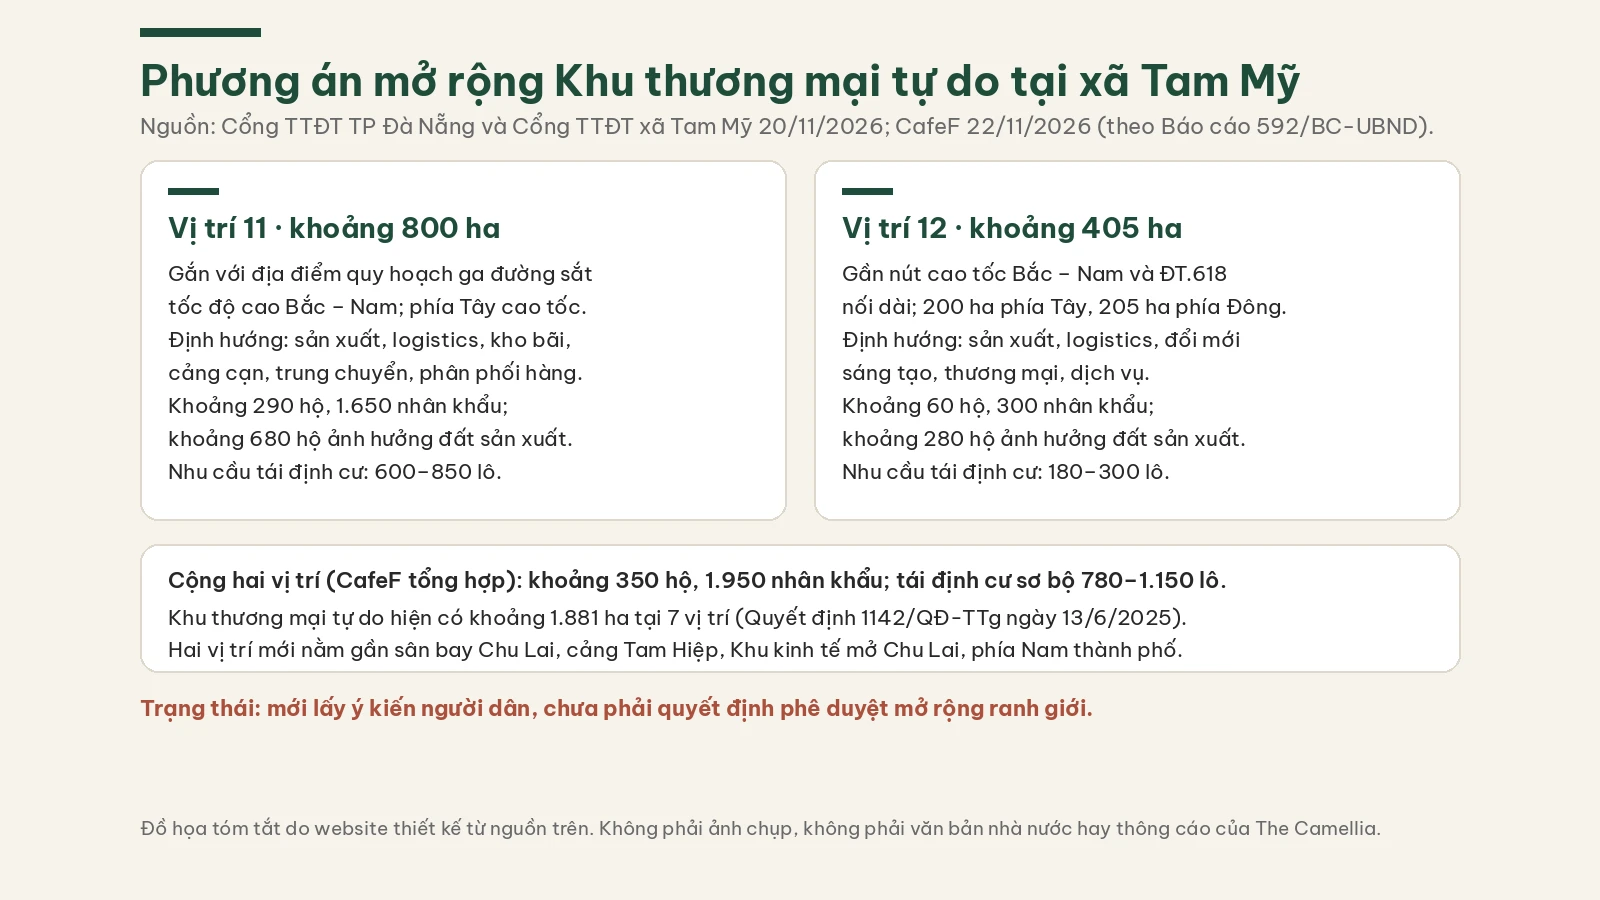 Phương án mở rộng Khu thương mại tự do tại xã Tam Mỹ
Nguồn: Cổng TTĐT TP Đà Nẵng và Cổng TTĐT xã Tam Mỹ 20/11/2026; CafeF 22/11/2026 (theo Báo cáo 592/BC-UBND).
Vị trí 11 · khoảng 800 ha
Gắn với địa điểm quy hoạch ga đường sắt
tốc độ cao Bắc – Nam; phía Tây cao tốc.
Định hướng: sản xuất, logistics, kho bãi,
cảng cạn, trung chuyển, phân phối hàng.
Khoảng 290 hộ, 1.650 nhân khẩu;
khoảng 680 hộ ảnh hưởng đất sản xuất.
Nhu cầu tái định cư: 600–850 lô.
Vị trí 12 · khoảng 405 ha
Gần nút cao tốc Bắc – Nam và ĐT.618
nối dài; 200 ha phía Tây, 205 ha phía Đông.
Định hướng: sản xuất, logistics, đổi mới
sáng tạo, thương mại, dịch vụ.
Khoảng 60 hộ, 300 nhân khẩu;
khoảng 280 hộ ảnh hưởng đất sản xuất.
Nhu cầu tái định cư: 180–300 lô.
Cộng hai vị trí (CafeF tổng hợp): khoảng 350 hộ, 1.950 nhân khẩu; tái định cư sơ bộ 780–1.150 lô.
Khu thương mại tự do hiện có khoảng 1.881 ha tại 7 vị trí (Quyết định 1142/QĐ-TTg ngày 13/6/2025).
Hai vị trí mới nằm gần sân bay Chu Lai, cảng Tam Hiệp, Khu kinh tế mở Chu Lai, phía Nam thành phố.
Trạng thái: mới lấy ý kiến người dân, chưa phải quyết định phê duyệt mở rộng ranh giới.
Đồ họa tóm tắt do website thiết kế từ nguồn trên. Không phải ảnh chụp, không phải văn bản nhà nước hay thông cáo của The Camellia.